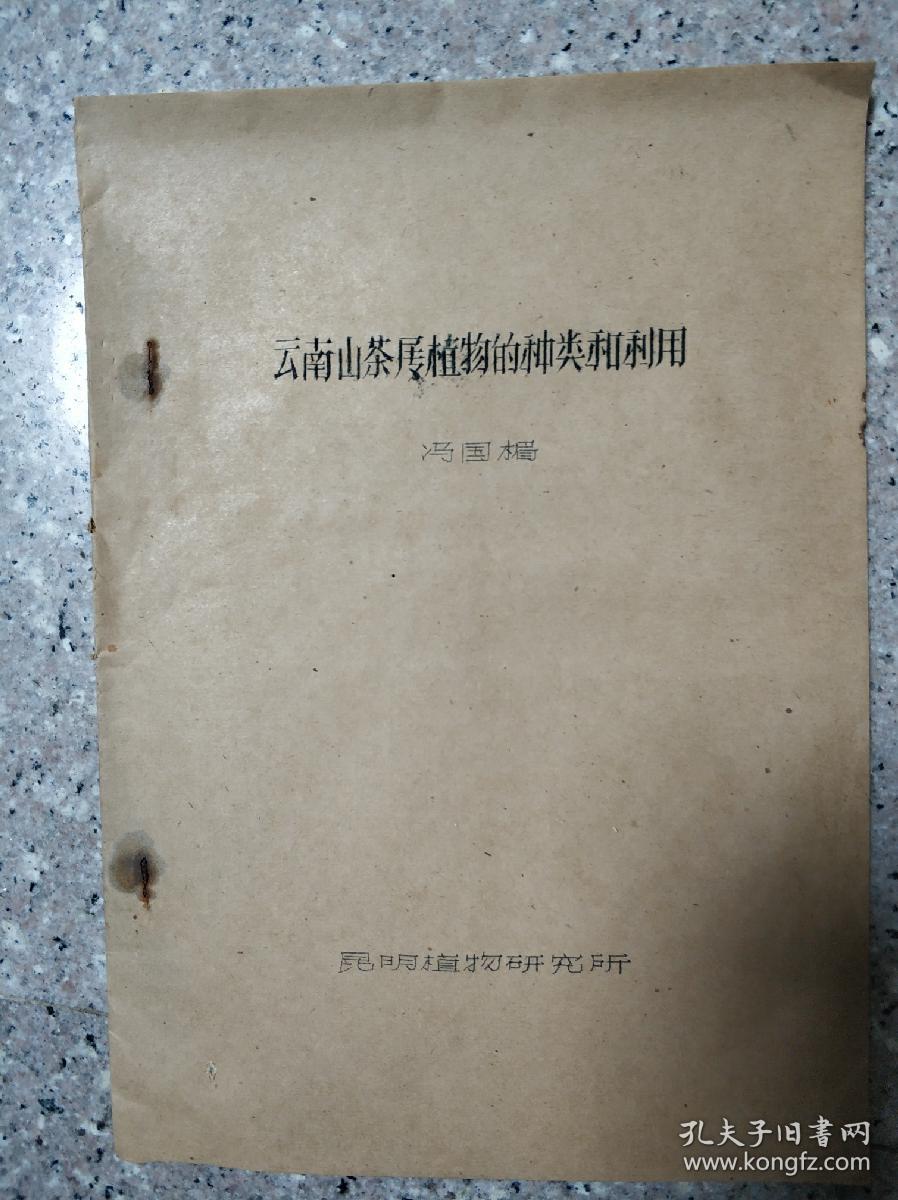 云南山茶属植物的种类和利用
冯国楣
昆明植物研究所
孔夫子旧書网
www.kongfz.com